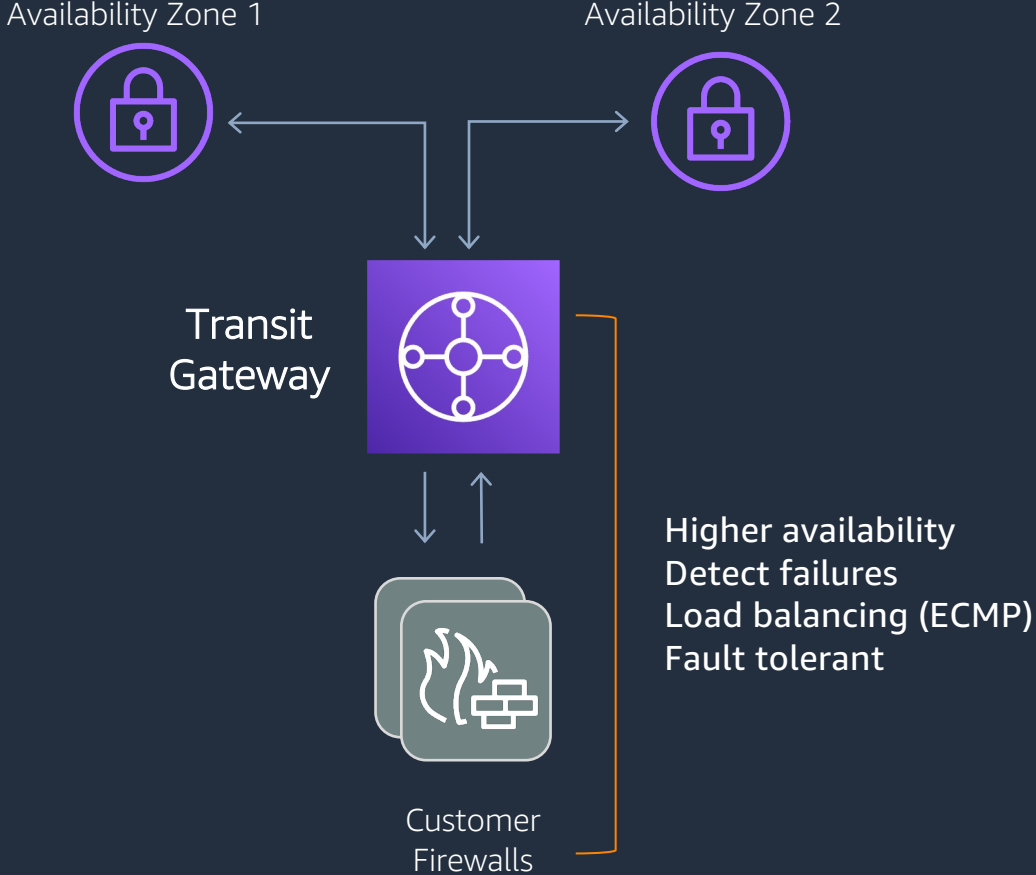 Availability Zone 1
Availability Zone 2
Transit
Gateway
Higher availability
Detect failures
Load balancing (ECMP)
Fault tolerant
Customer
Firewalls